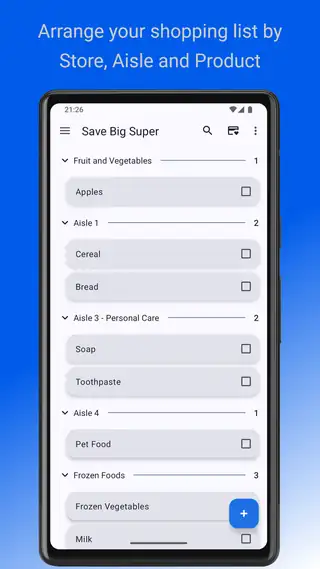 Arrange your shopping list by
Store, Aisle and Product
21:26
Save Big Super
Fruit and Vegetables 1
Apples
Aisle 1 2
Cereal
Bread
Aisle 3 - Personal Care 2
Soap
Toothpaste
Aisle 4 1
Pet Food
Frozen Foods 3
Frozen Vegetables
+
Milk